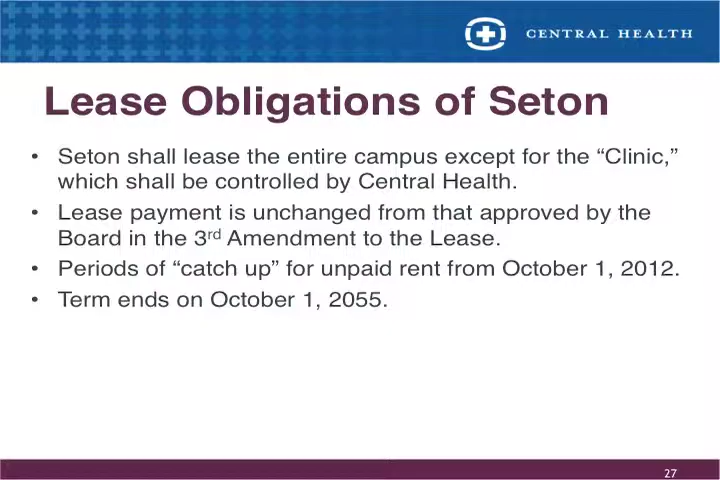 CENTRAL HEALTH
Lease Obligations of Seton
• Seton shall lease the entire campus except for the “Clinic,”
which shall be controlled by Central Health.
• Lease payment is unchanged from that approved by the
Board in the 3rd Amendment to the Lease.
• Periods of “catch up” for unpaid rent from October 1, 2012.
• Term ends on October 1, 2055.
27